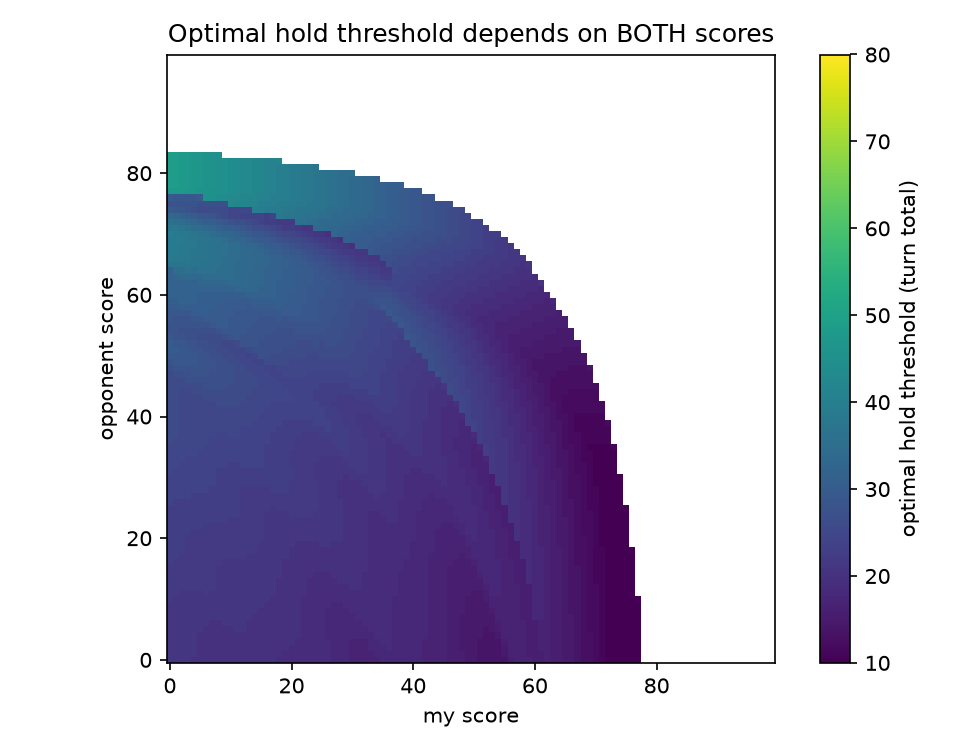 Optimal hold threshold depends on BOTH scores
opponent score
80
60
40
20
0
0 20 40 60 80
my score
80
70
60
50
40
30
20
10
optimal hold threshold (turn total)